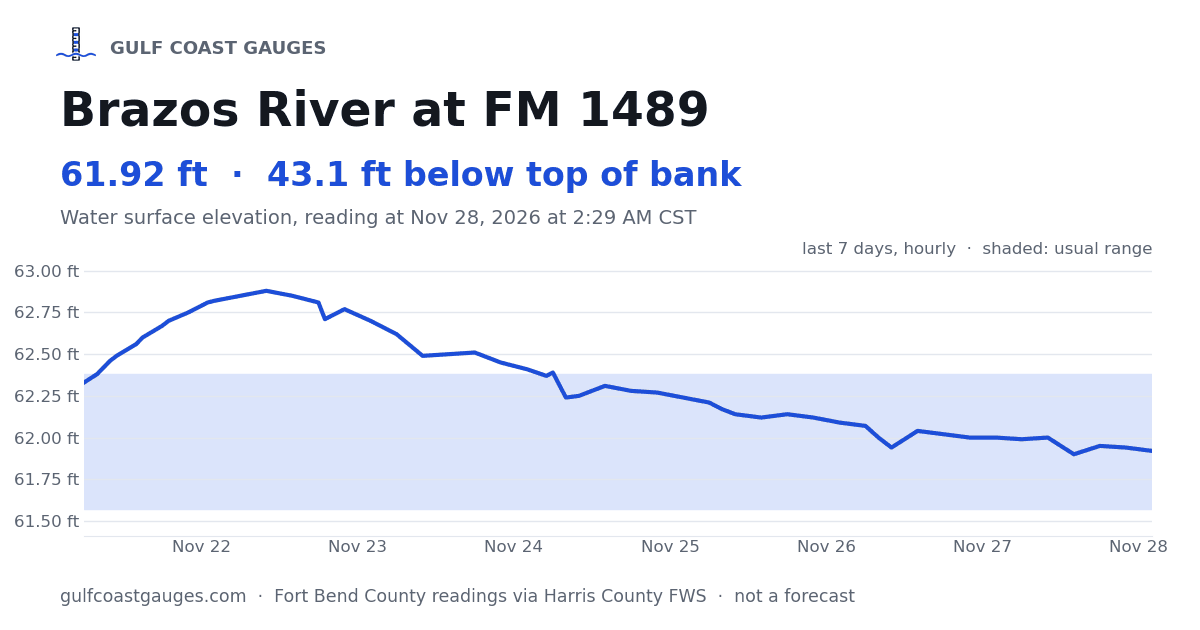 GULF COAST GAUGES
Brazos River at FM 1489
61.92 ft · 43.1 ft below top of bank
Water surface elevation, reading at Nov 28, 2026 at 2:29 AM CST
last 7 days, hourly · shaded: usual range
63.00 ft
62.75 ft
62.50 ft
62.25 ft
62.00 ft
61.75 ft
61.50 ft
Nov 22 Nov 23 Nov 24 Nov 25 Nov 26 Nov 27 Nov 28
gulfcoastgauges.com · Fort Bend County readings via Harris County FWS · not a forecast